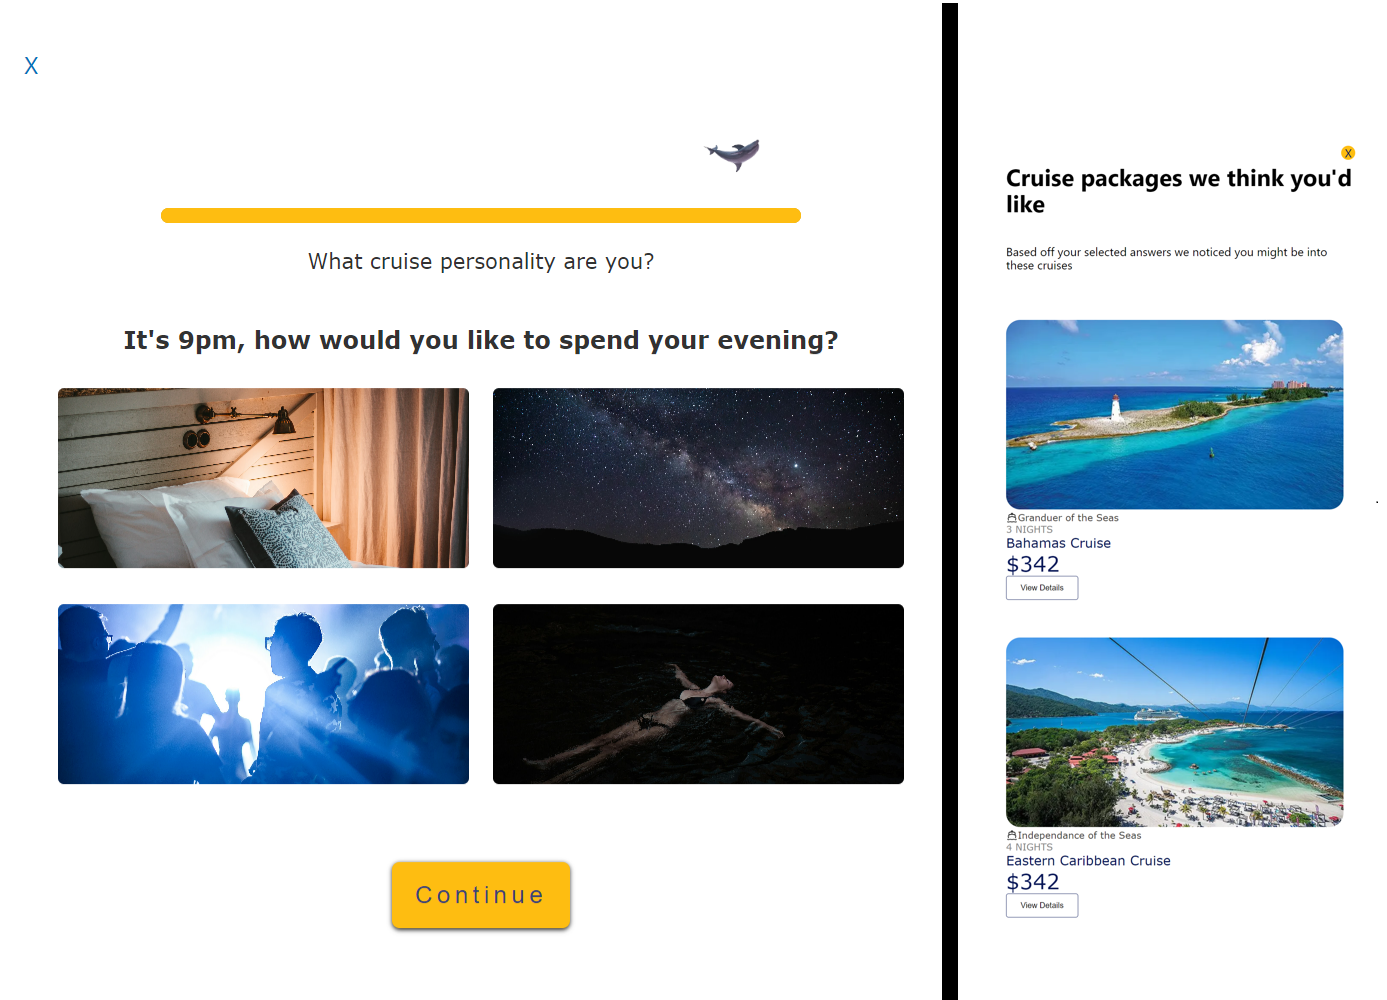 X
What cruise personality are you?
It's 9pm, how would you like to spend your evening?
Continue
X
Cruise packages we think you'd
like
Based off your selected answers we noticed you might be into
these cruises
Granduer of the Seas
3 NIGHTS
Bahamas Cruise
$342
View Details
Independance of the Seas
4 NIGHTS
Eastern Caribbean Cruise
$342
View Details